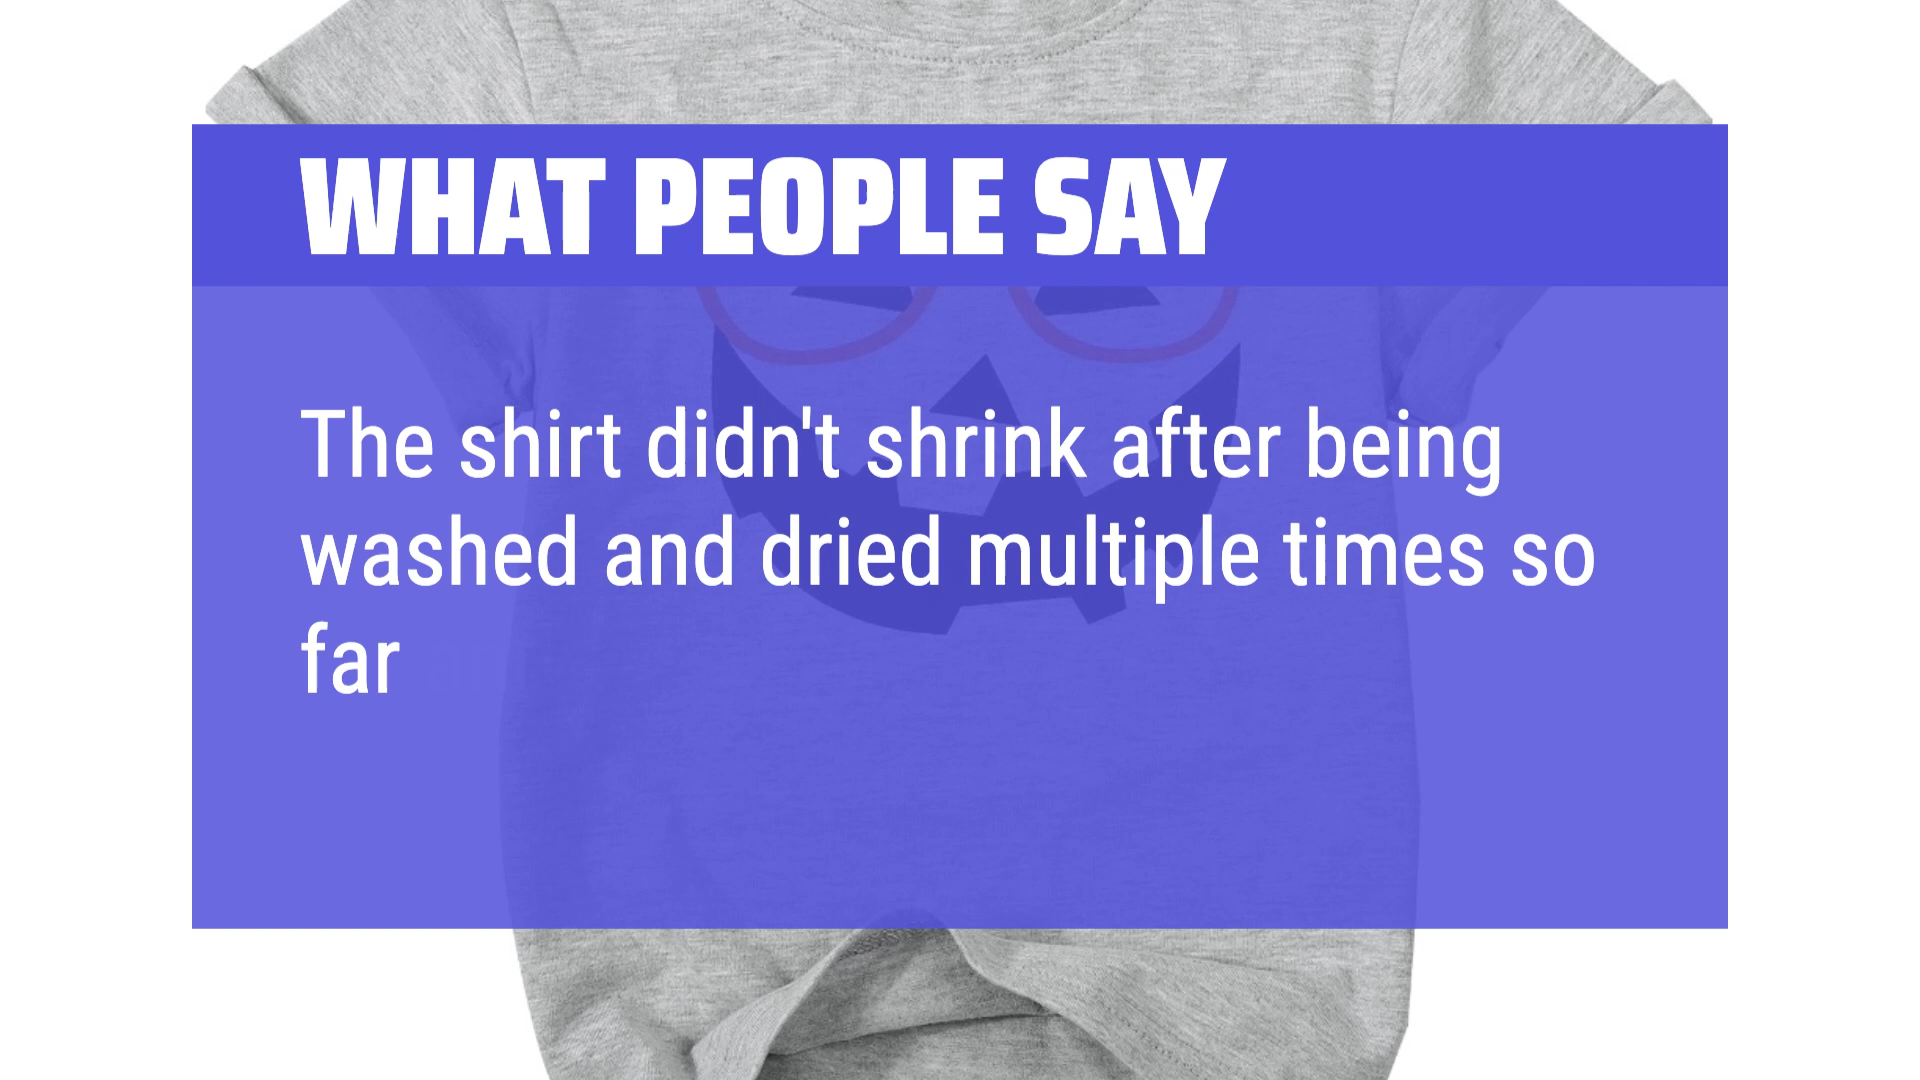 WHAT PEOPLE SAY
The shirt didn't shrink after being
washed and dried multiple times so
far